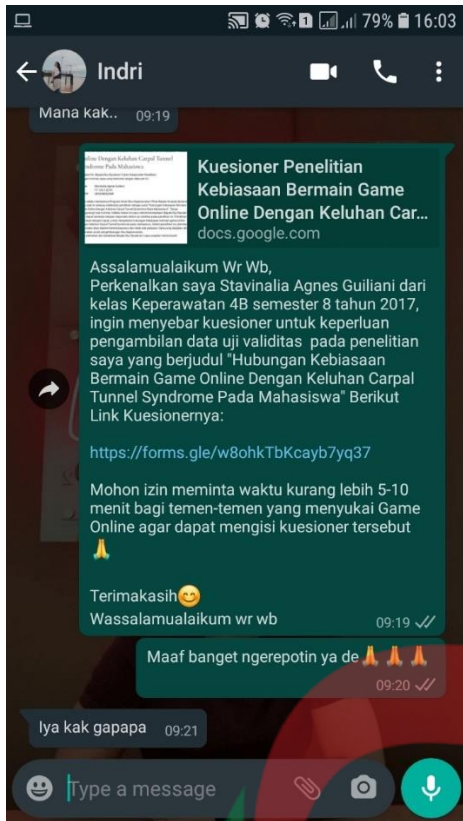 79% 16:03
Indri
Mana kak.. 09:19
Kuesioner Penelitian
Kebiasaan Bermain Game
Online Dengan Keluhan Car...
docs.google.com
Assalamualaikum Wr Wb,
Perkenalkan saya Stavinalia Agnes Guiliani dari
kelas Keperawatan 4B semester 8 tahun 2017,
ingin menyebar kuesioner untuk keperluan
pengambilan data uji validitas pada penelitian
saya yang berjudul "Hubungan Kebiasaan
Bermain Game Online Dengan Keluhan Carpal
Tunnel Syndrome Pada Mahasiswa" Berikut
Link Kuesionernya:
https://forms.gle/w8ohkTbKcayb7yq37
Mohon izin meminta waktu kurang lebih 5-10
menit bagi temen-temen yang menyukai Game
Online agar dapat mengisi kuesioner tersebut
🙏
Terimakasih😊
Wassalamualaikum wr wb 09:19
Maaf banget ngerepotin ya de🙏🙏🙏
09:20
Iya kak gapapa 09:21
Type a message